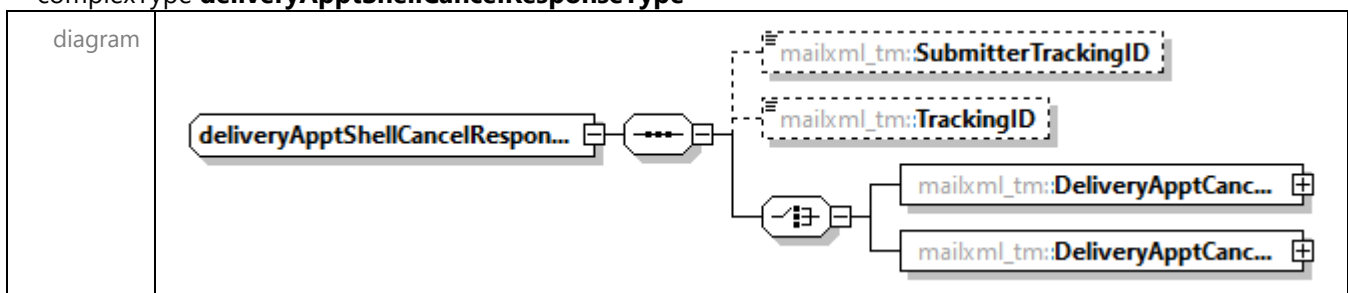 complexType deliveryApptShellCancelResponseType
diagram
mailxml_tm::SubmitterTrackingID
mailxml_tm::TrackingID
deliveryApptShellCancelRespon...
mailxml_tm::DeliveryApptCanc...
mailxml_tm::DeliveryApptCanc...